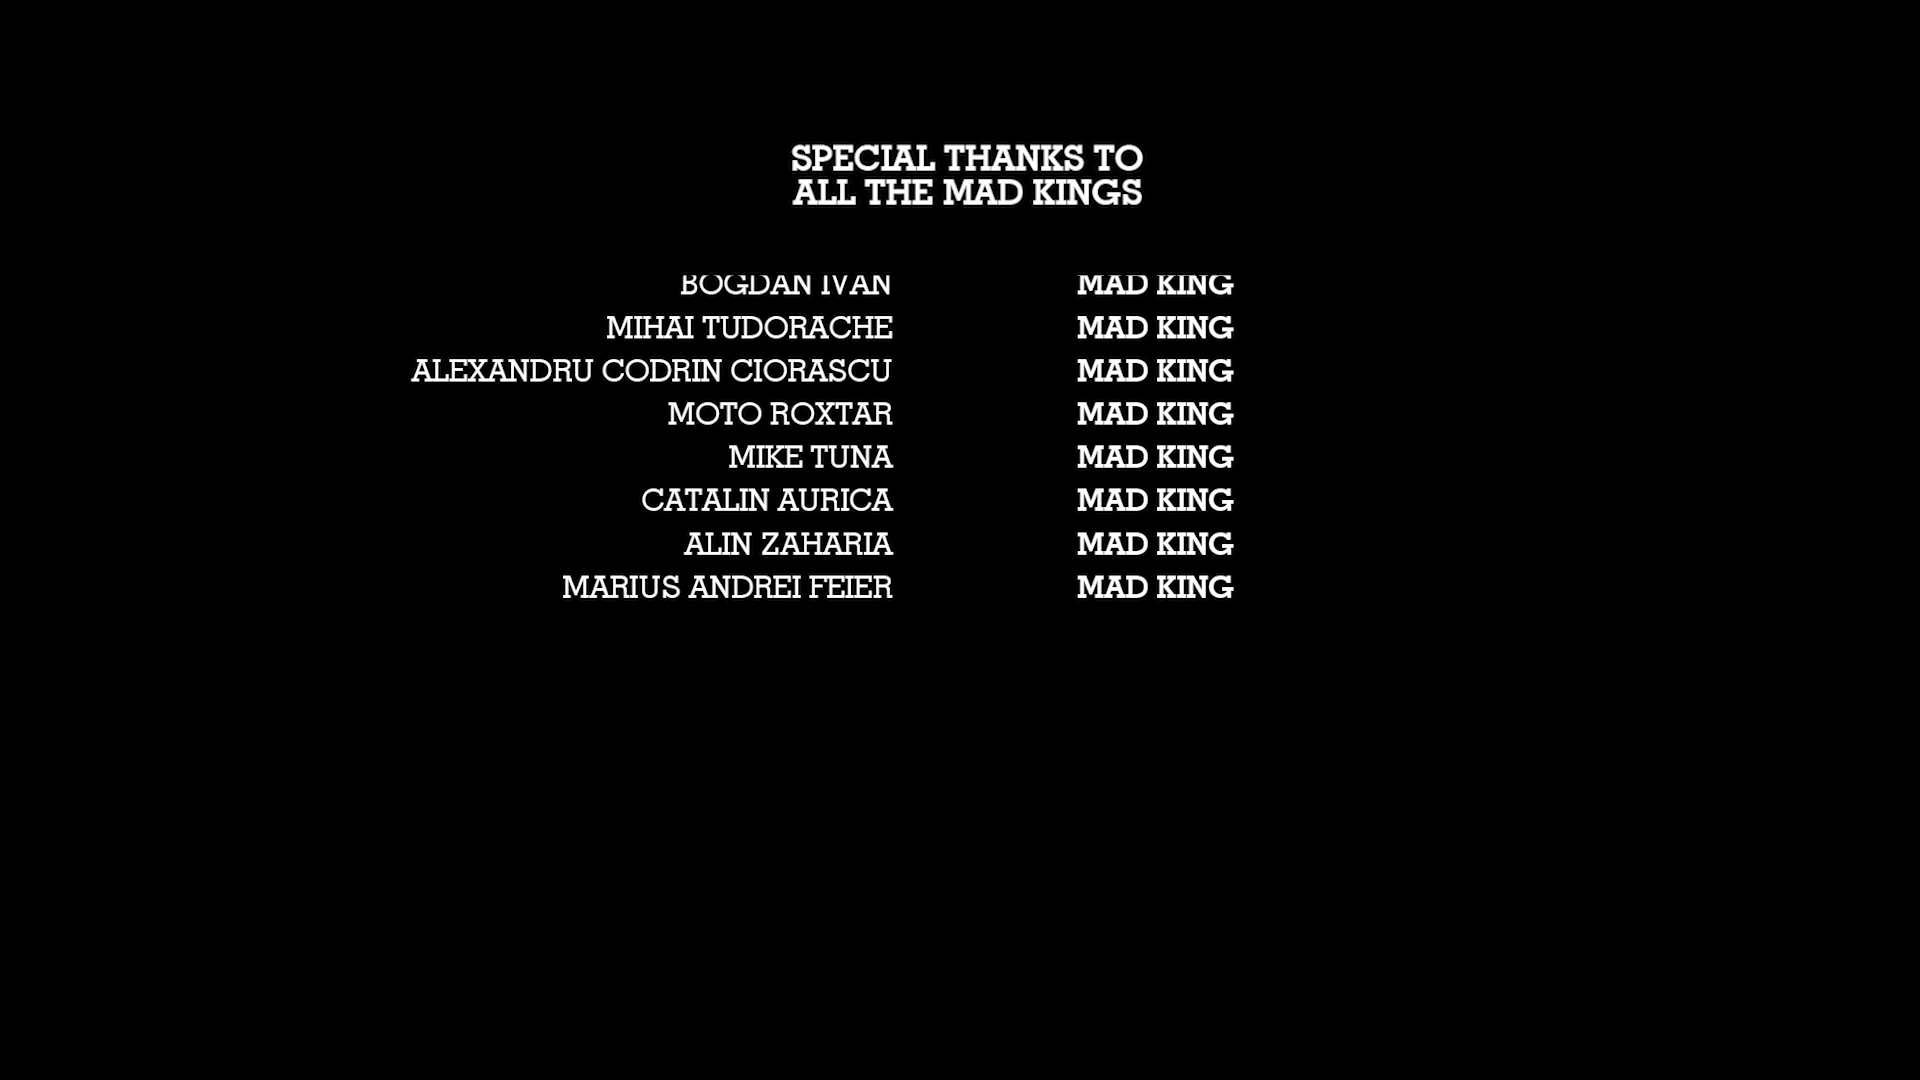 SPECIAL THANKS TO
ALL THE MAD KINGS
BOGDAN IVAN MAD KING
MIHAI TUDORACHE MAD KING
ALEXANDRU CODRIN CIORASCU MAD KING
MOTO ROXTAR MAD KING
MIKE TUNA MAD KING
CATALIN AURICA MAD KING
ALIN ZAHARIA MAD KING
MARIUS ANDREI FEIER MAD KING